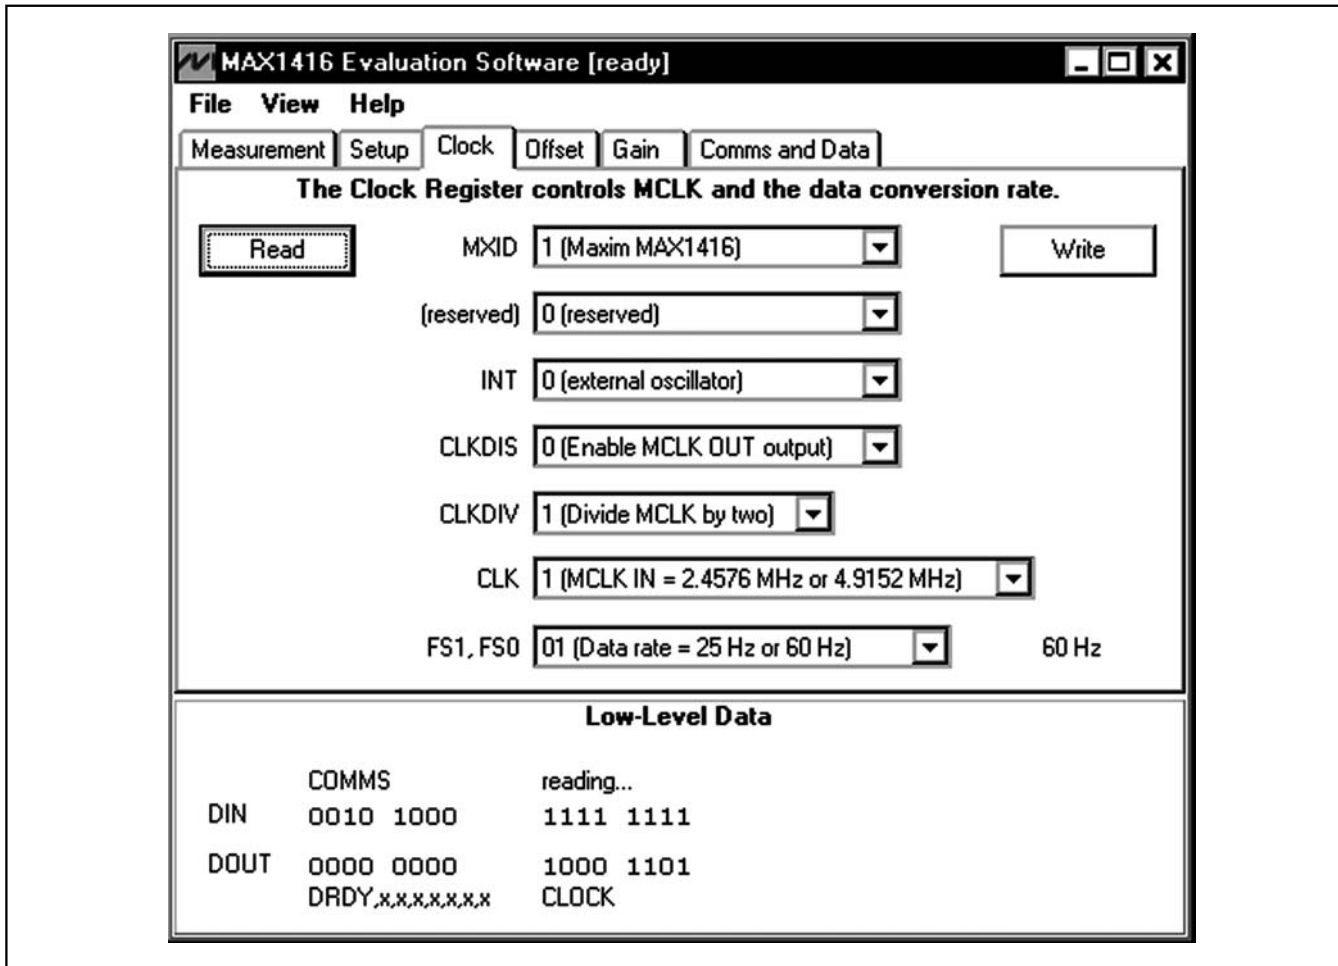 MAX1416 Evaluation Software [ready]
File View Help
Measurement Setup Clock Offset Gain Comms and Data
The Clock Register controls MCLK and the data conversion rate.
Read MXID 1 (Maxim MAX1416) Write
(reserved) 0 (reserved)
INT 0 (external oscillator)
CLKDIS 0 (Enable MCLK OUT output)
CLKDIV 1 (Divide MCLK by two)
CLK 1 (MCLK IN = 2.4576 MHz or 4.9152 MHz)
FS1, FS0 01 (Data rate = 25 Hz or 60 Hz) 60 Hz
Low-Level Data
COMMS reading...
DIN 0010 1000 1111 1111
DOUT 0000 0000 1000 1101
DRDY,x,x,x,x,x,x,x CLOCK